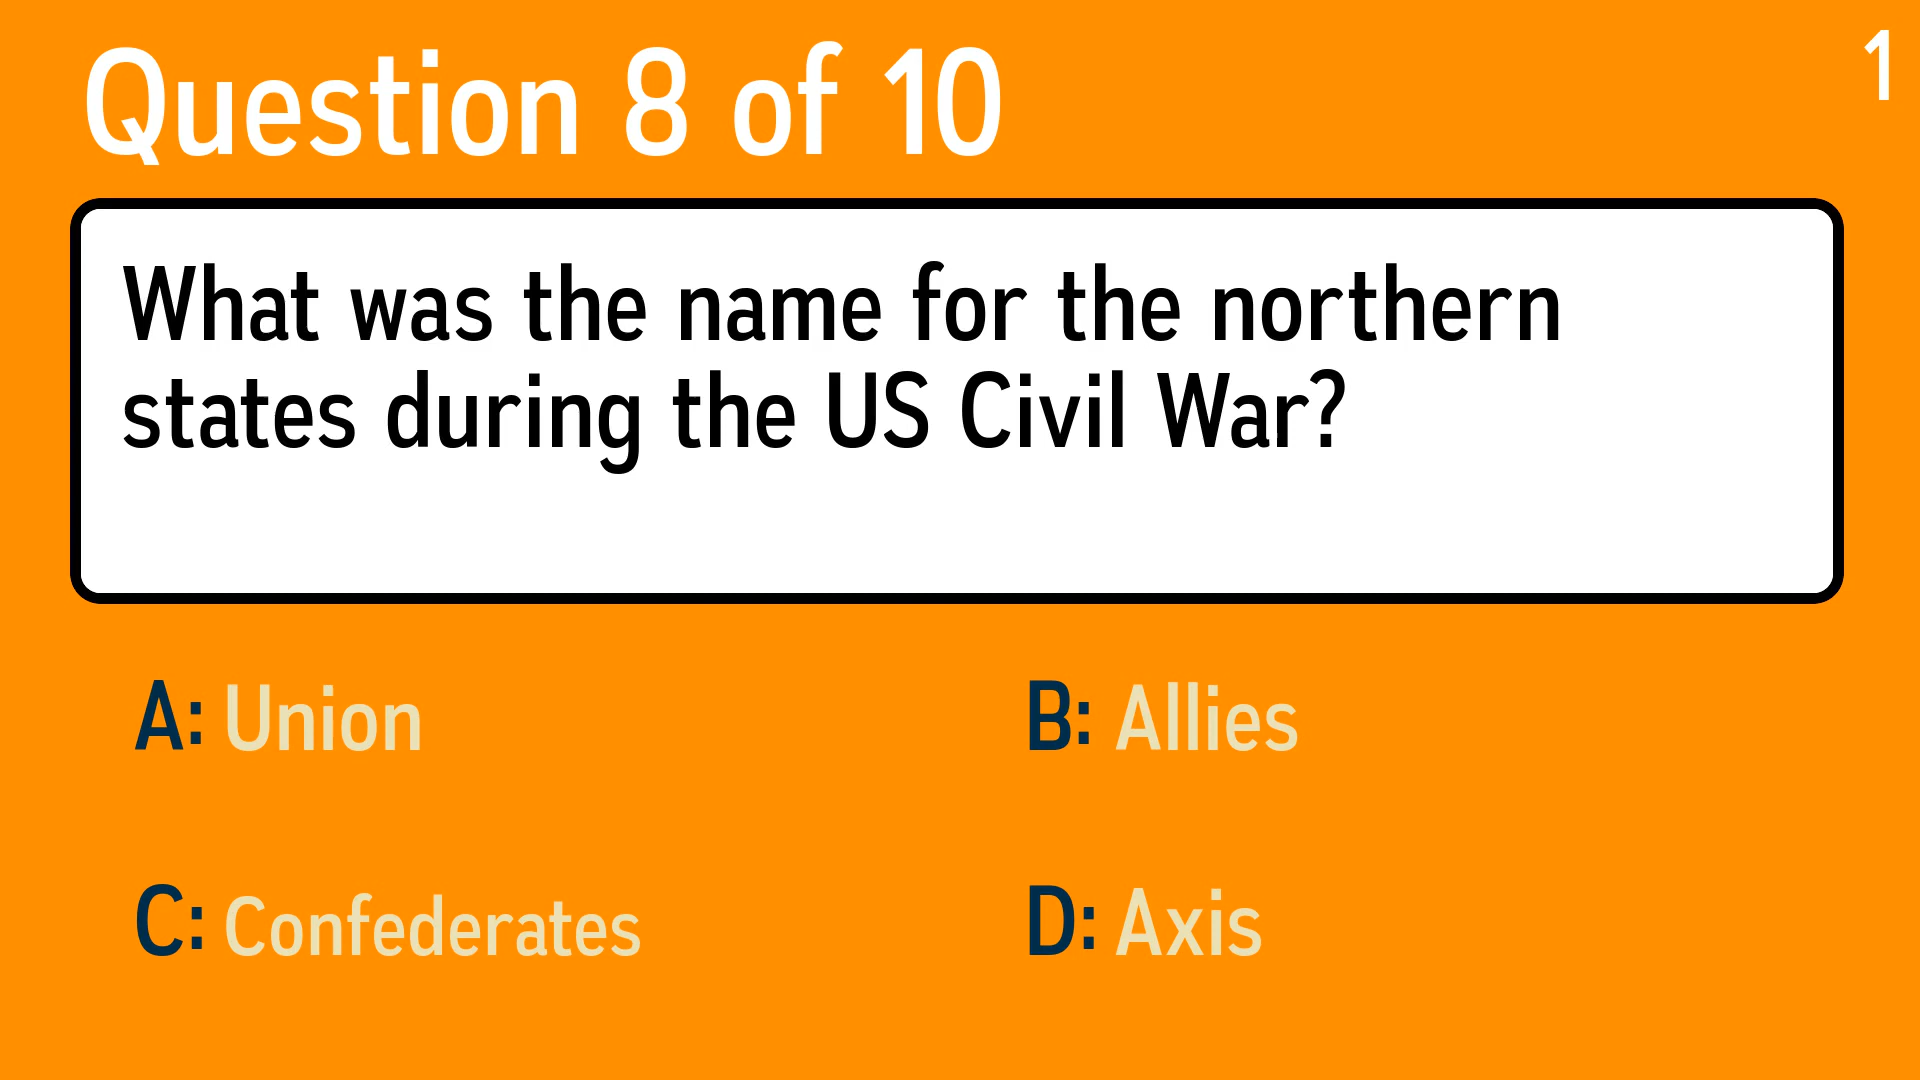 Question 8 of 10
1
What was the name for the northern
states during the US Civil War?
A: Union
B: Allies
C: Confederates
D: Axis